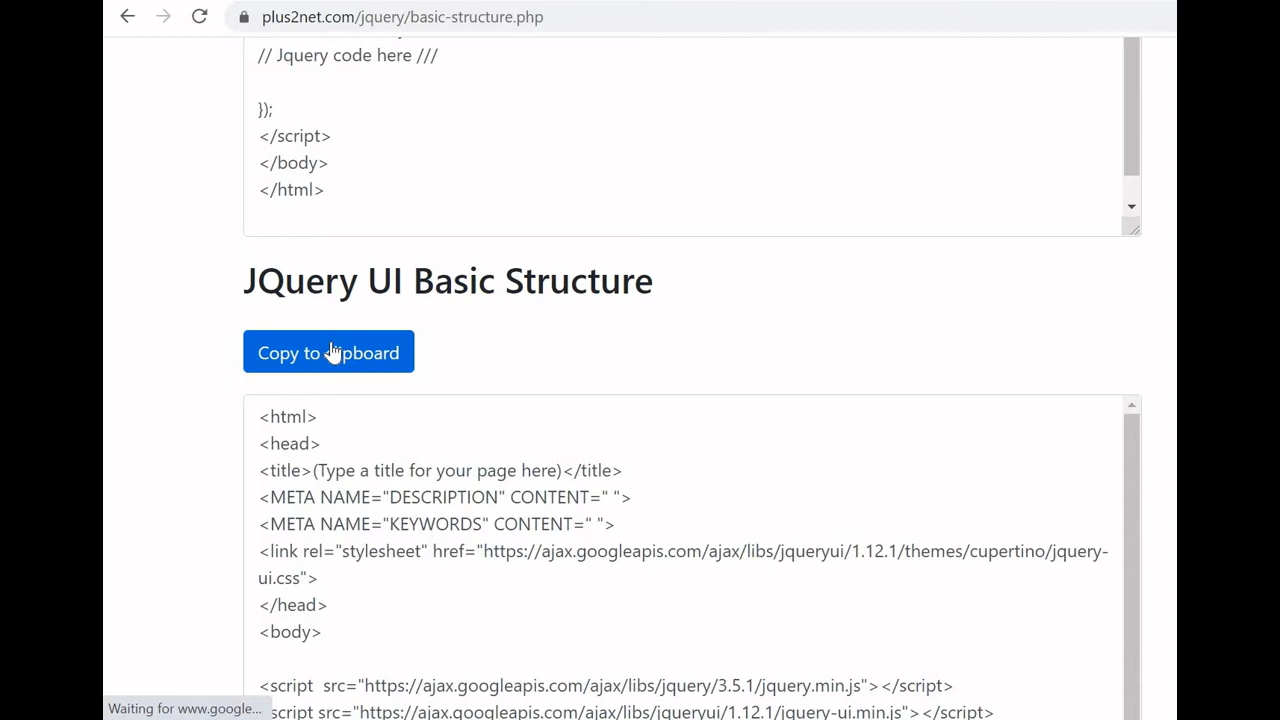 plus2net.com/jquery/basic-structure.php
// Jquery code here ///
});
</script>
</body>
</html>
JQuery UI Basic Structure
Copy to clipboard
<html>
<head>
<title>(Type a title for your page here)</title>
<META NAME="DESCRIPTION" CONTENT=" ">
<META NAME="KEYWORDS" CONTENT=" ">
<link rel="stylesheet" href="https://ajax.googleapis.com/ajax/libs/jqueryui/1.12.1/themes/cupertino/jquery-
ui.css">
</head>
<body>
<script  src="https://ajax.googleapis.com/ajax/libs/jquery/3.5.1/jquery.min.js"></script>
script src="https://ajax.googleapis.com/ajax/libs/jqueryui/1.12.1/jquery-ui.min.js"></script>
Waiting for www.google...